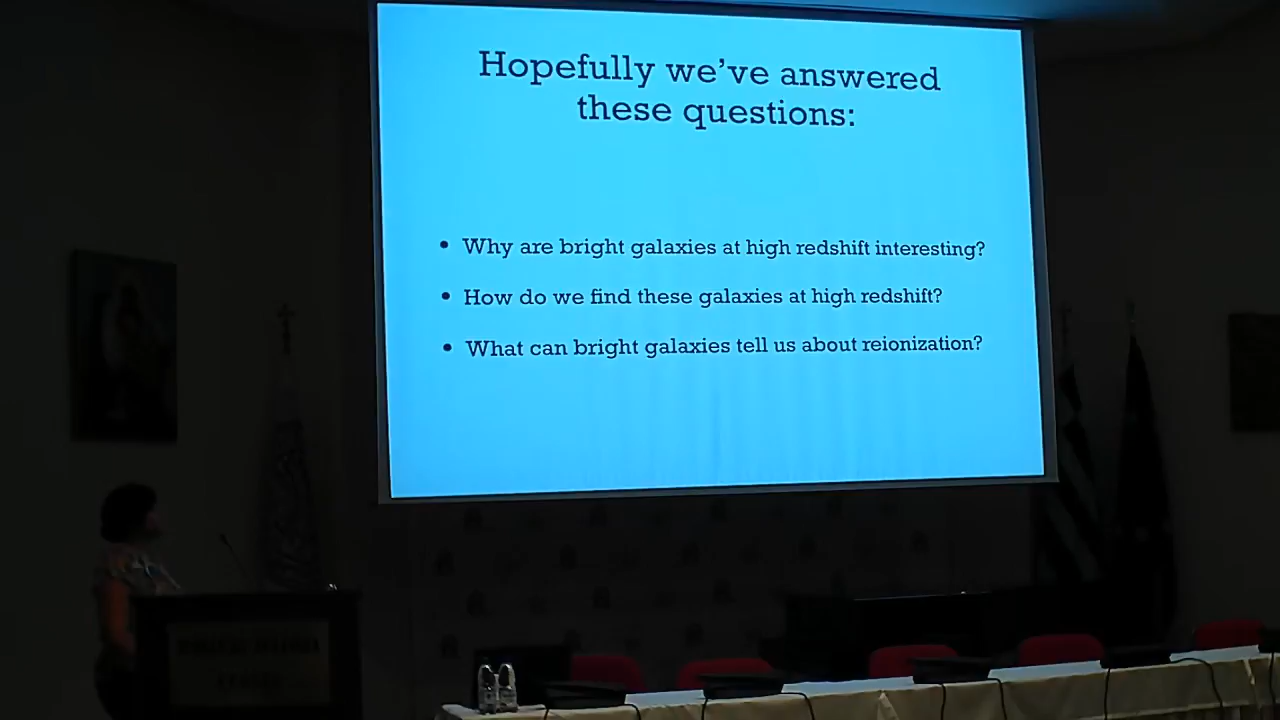 Hopefully we've answered
these questions:
• Why are bright galaxies at high redshift interesting?
• How do we find these galaxies at high redshift?
• What can bright galaxies tell us about reionization?